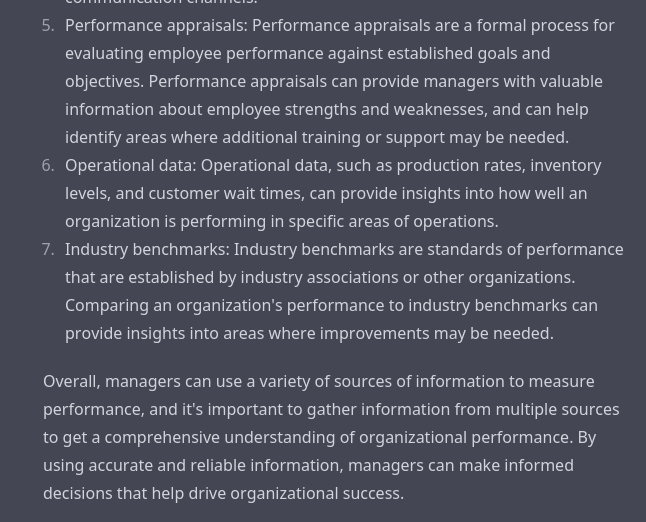 communication channels.
5. Performance appraisals: Performance appraisals are a formal process for
evaluating employee performance against established goals and
objectives. Performance appraisals can provide managers with valuable
information about employee strengths and weaknesses, and can help
identify areas where additional training or support may be needed.
6. Operational data: Operational data, such as production rates, inventory
levels, and customer wait times, can provide insights into how well an
organization is performing in specific areas of operations.
7. Industry benchmarks: Industry benchmarks are standards of performance
that are established by industry associations or other organizations.
Comparing an organization's performance to industry benchmarks can
provide insights into areas where improvements may be needed.
Overall, managers can use a variety of sources of information to measure
performance, and it's important to gather information from multiple sources
to get a comprehensive understanding of organizational performance. By
using accurate and reliable information, managers can make informed
decisions that help drive organizational success.